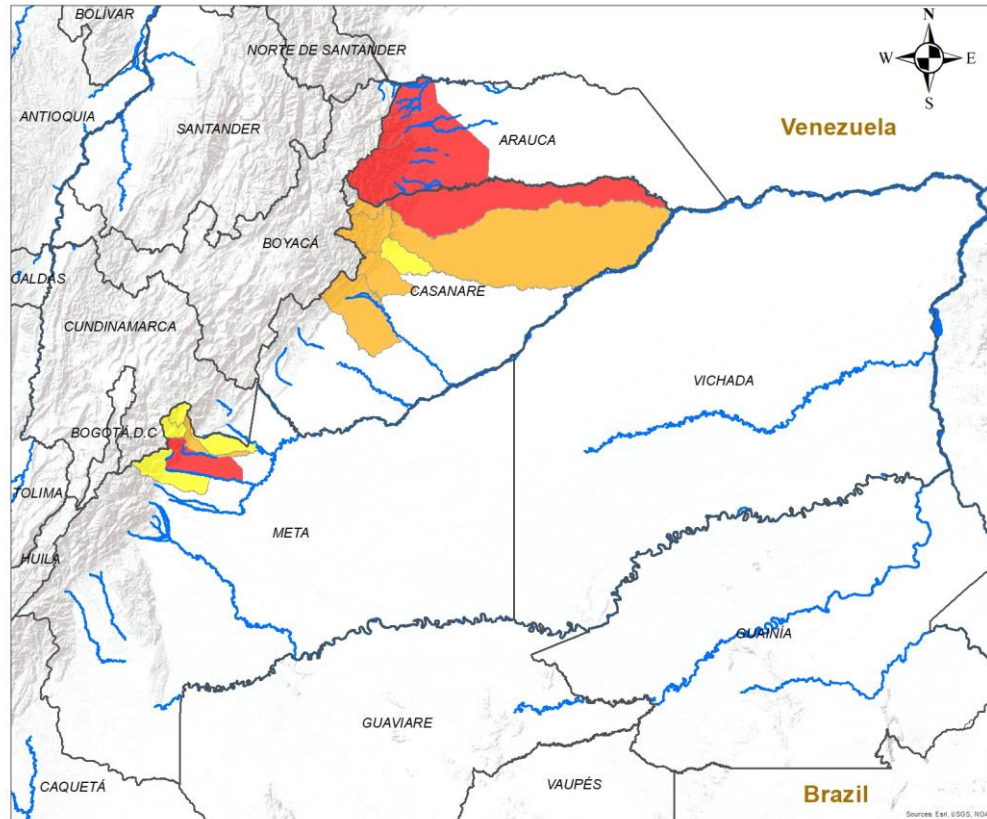 BOLÍVAR
N
NORTE DE SANTANDER
W
E
S
ANTIOQUIA
SANTANDER
ARAUCA
Venezuela
BOYACÁ
CALDAS
CASANARE
CUNDINAMARCA
VICHADA
BOGOTÁ D.C
TOLIMA
META
HUILA
GUAINÍA
GUAVIARE
CAQUETÁ
VAUPÉS
Brazil
Sources: Esri, USGS, NOA